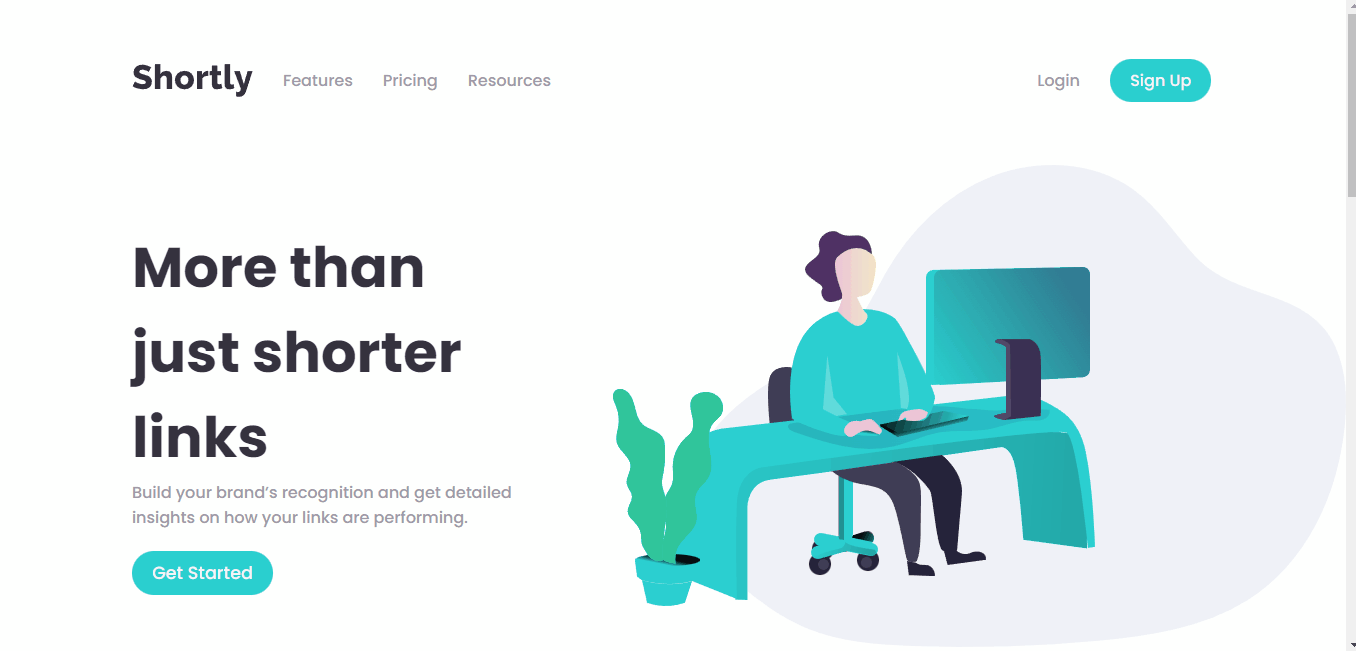 Shortly Features Pricing Resources Login Sign Up
More than
just shorter
links
Build your brand’s recognition and get detailed
insights on how your links are performing.
Get Started